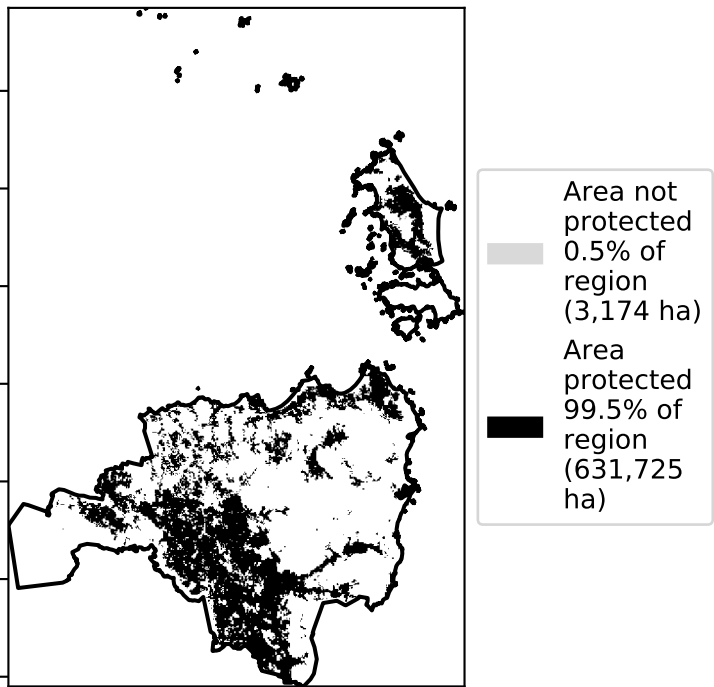 Area not
protected
0.5% of
region
(3,174 ha)
Area
protected
99.5% of
region
(631,725
ha)